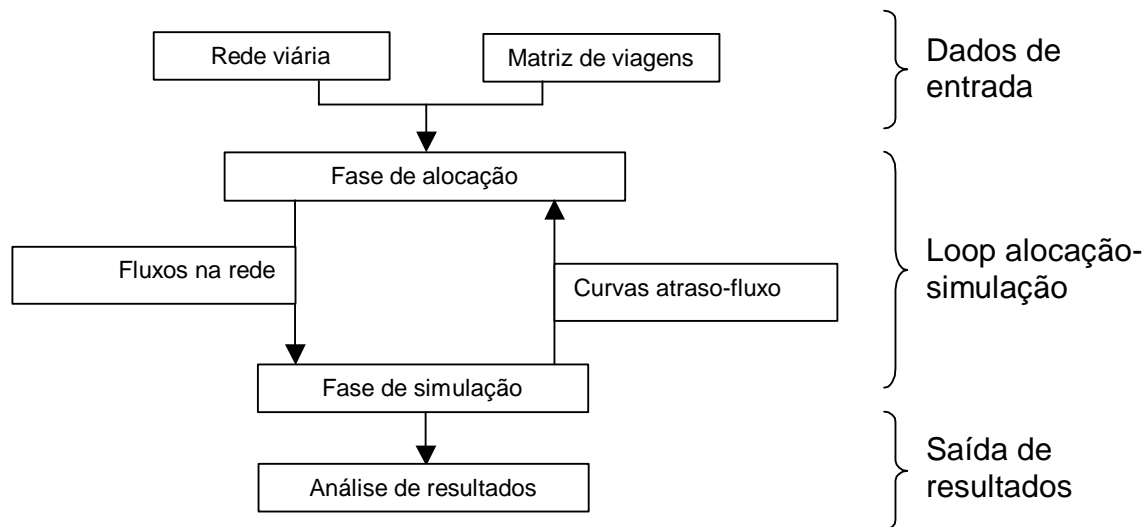 Rede viária
Matriz de viagens
Dados de
entrada
Fase de alocação
Fluxos na rede
Curvas atraso-fluxo
Loop alocação-
simulação
Fase de simulação
Análise de resultados
Saída de
resultados